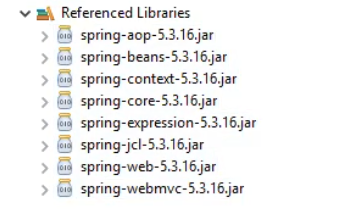 Referenced Libraries
spring-aop-5.3.16.jar
spring-beans-5.3.16.jar
spring-context-5.3.16.jar
spring-core-5.3.16.jar
spring-expression-5.3.16.jar
spring-jcl-5.3.16.jar
spring-web-5.3.16.jar
spring-webmvc-5.3.16.jar